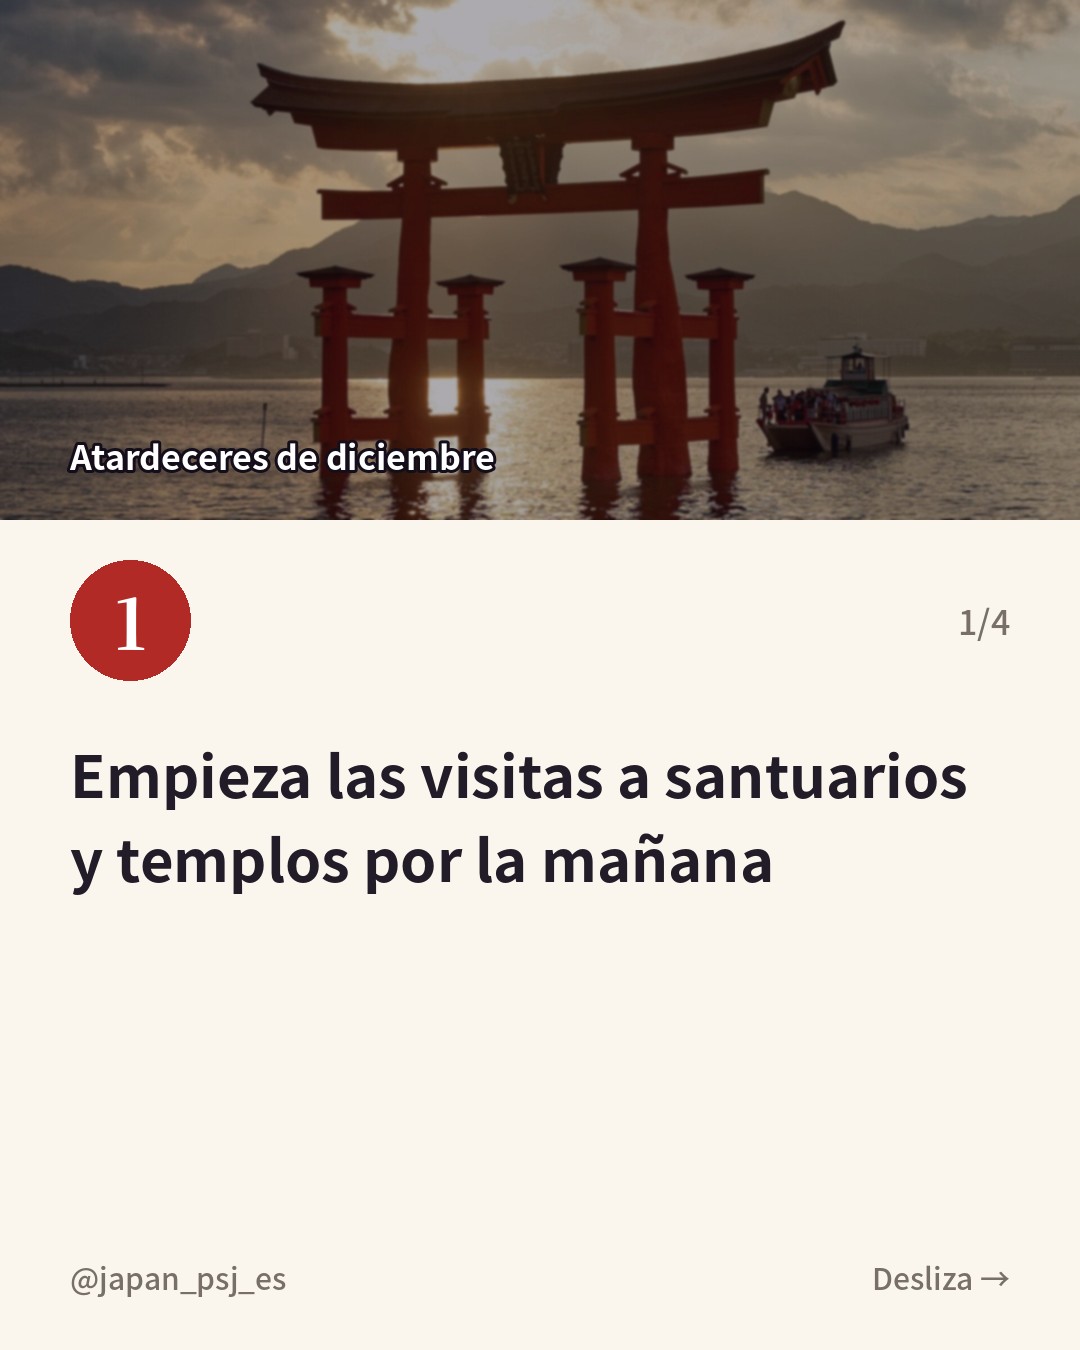 Atardeceres de diciembre
1
1/4
Empieza las visitas a santuarios
y templos por la mañana
@japan_psj_es
Desliza →